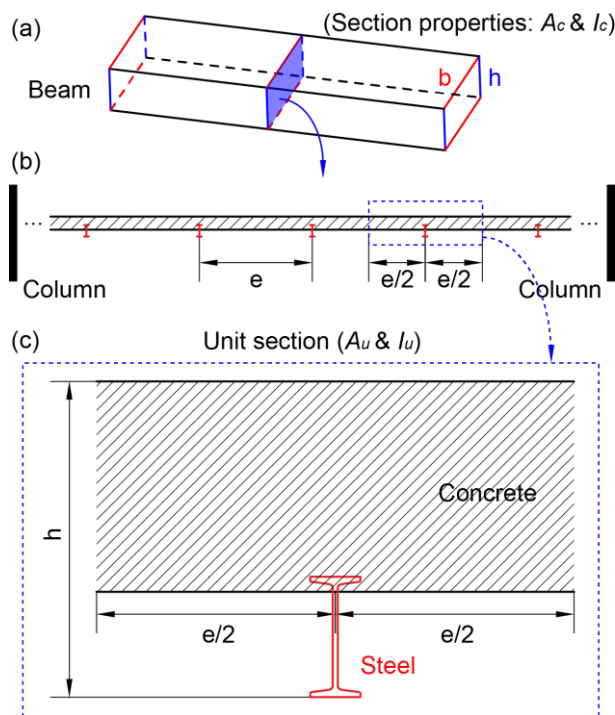 (a)
(Section properties: Ac & Ic)
Beam
b
h
(b)
...
...
e
e/2
e/2
Column
Column
(c)
Unit section (Au & Iu)
h
Concrete
e/2
e/2
Steel